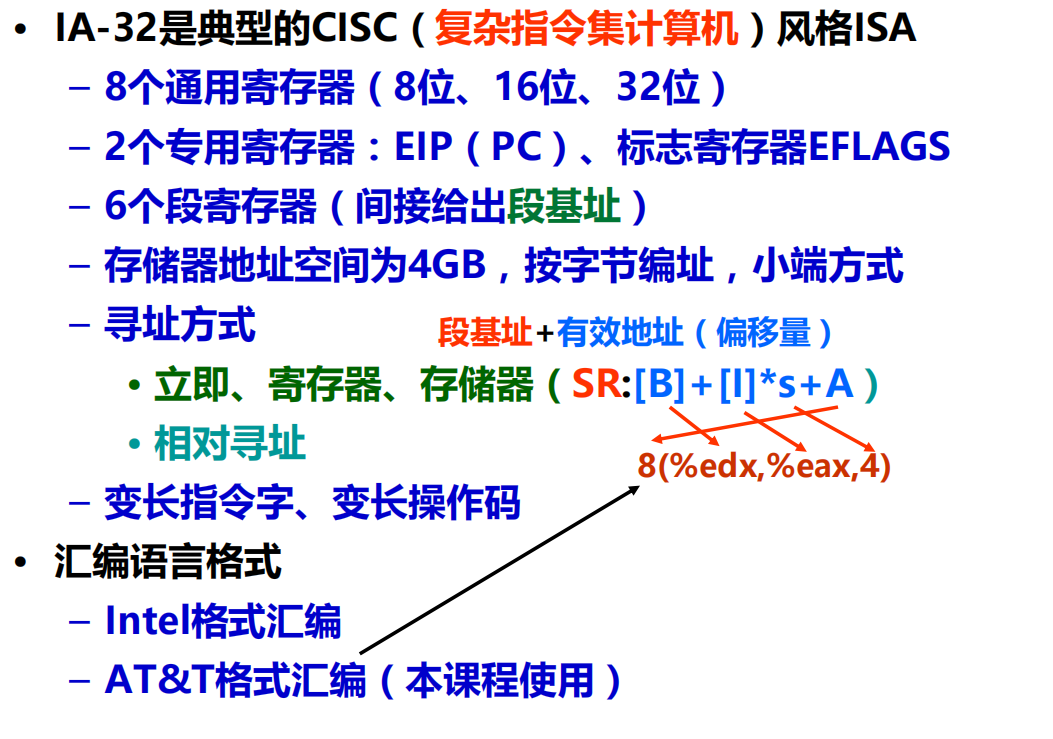 • IA-32是典型的CISC（复杂指令集计算机）风格ISA
– 8个通用寄存器（8位、16位、32位）
– 2个专用寄存器：EIP（PC）、标志寄存器EFLAGS
– 6个段寄存器（间接给出段基址）
– 存储器地址空间为4GB，按字节编址，小端方式
– 寻址方式
段基址+有效地址（偏移量）
• 立即、寄存器、存储器（SR:[B]+[I]*s+A）
• 相对寻址
8(%edx,%eax,4)
– 变长指令字、变长操作码
• 汇编语言格式
– Intel格式汇编
– AT&T格式汇编（本课程使用）